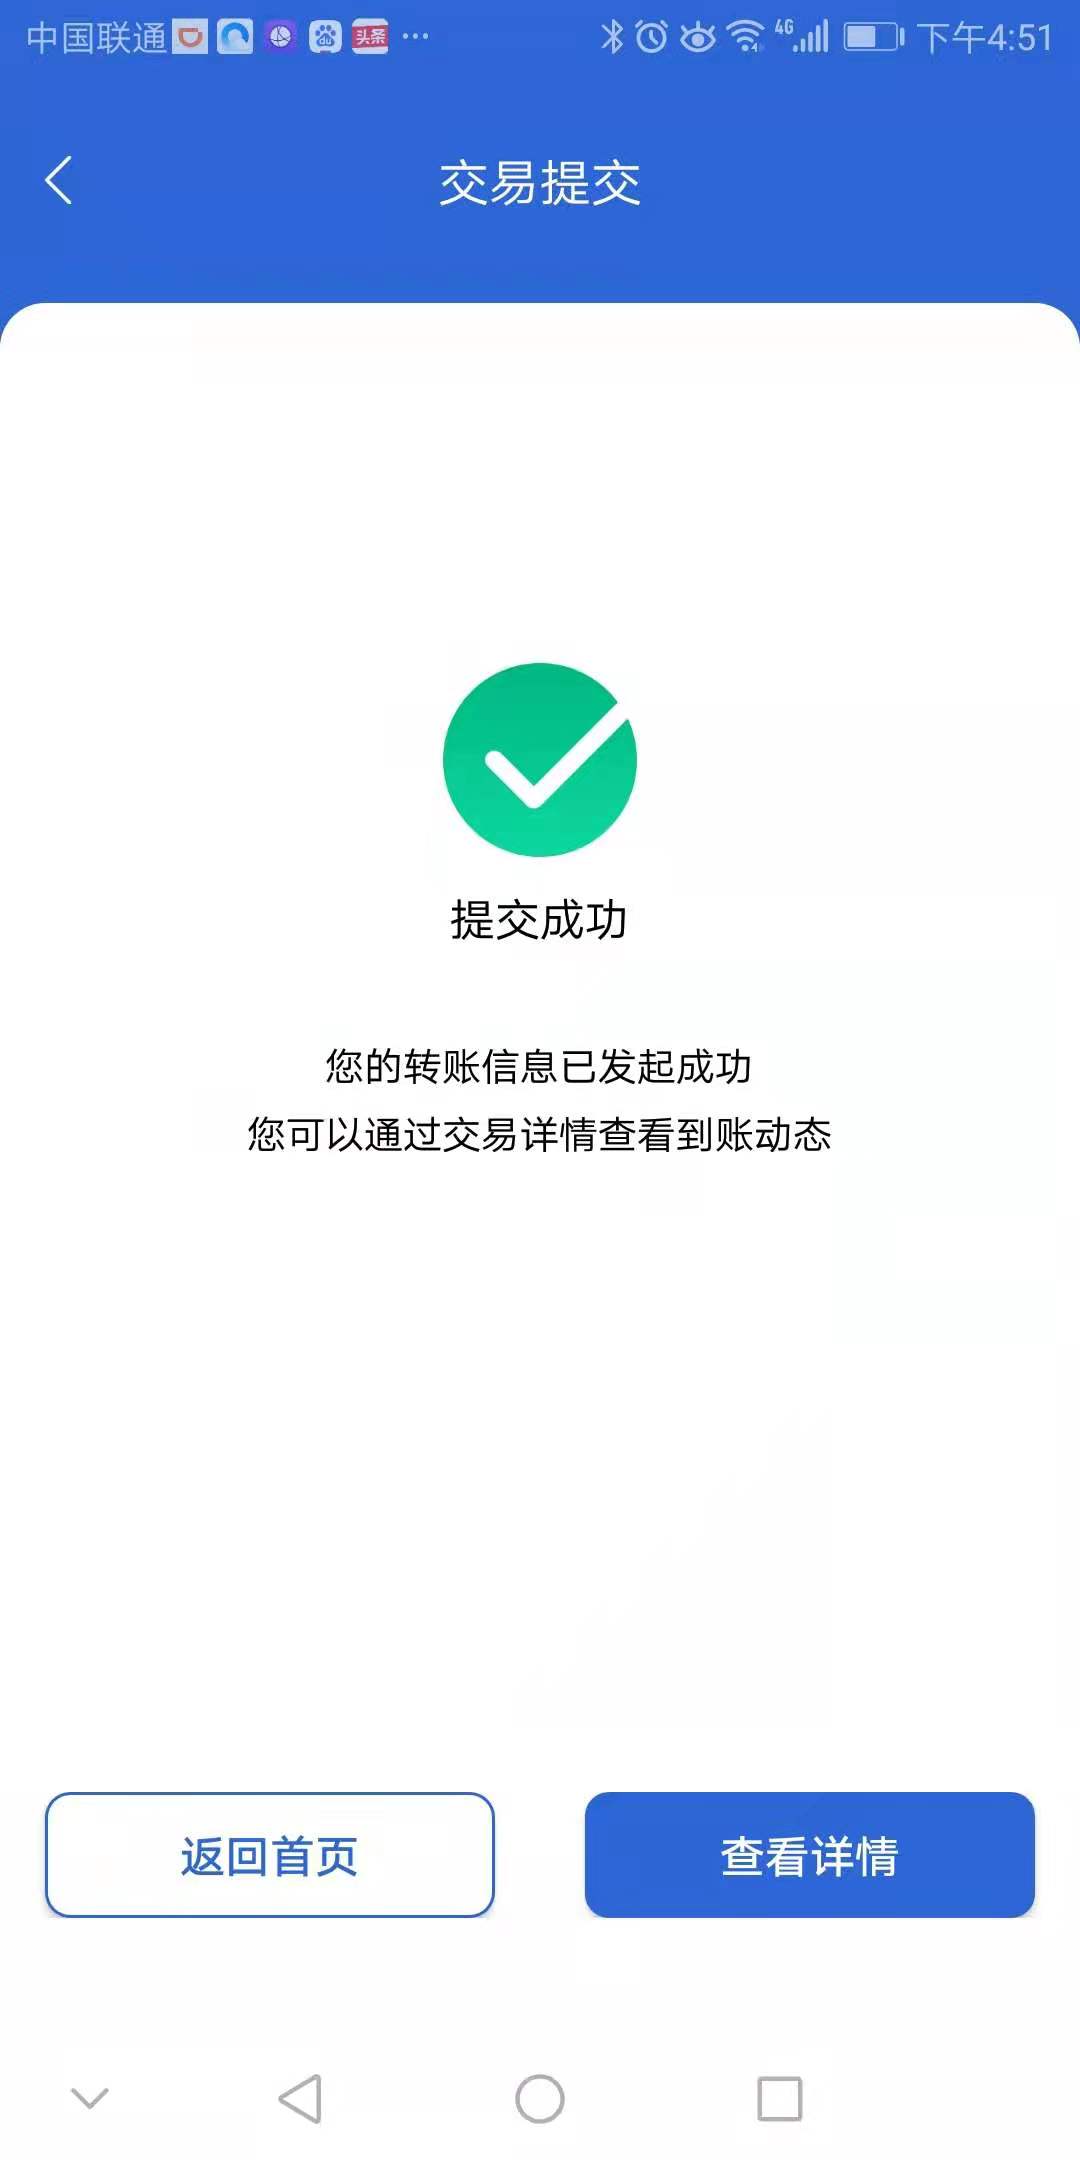 中国联通 头条 ··· 4G 下午4:51
交易提交
提交成功
您的转账信息已发起成功
您可以通过交易详情查看到账动态
返回首页 查看详情